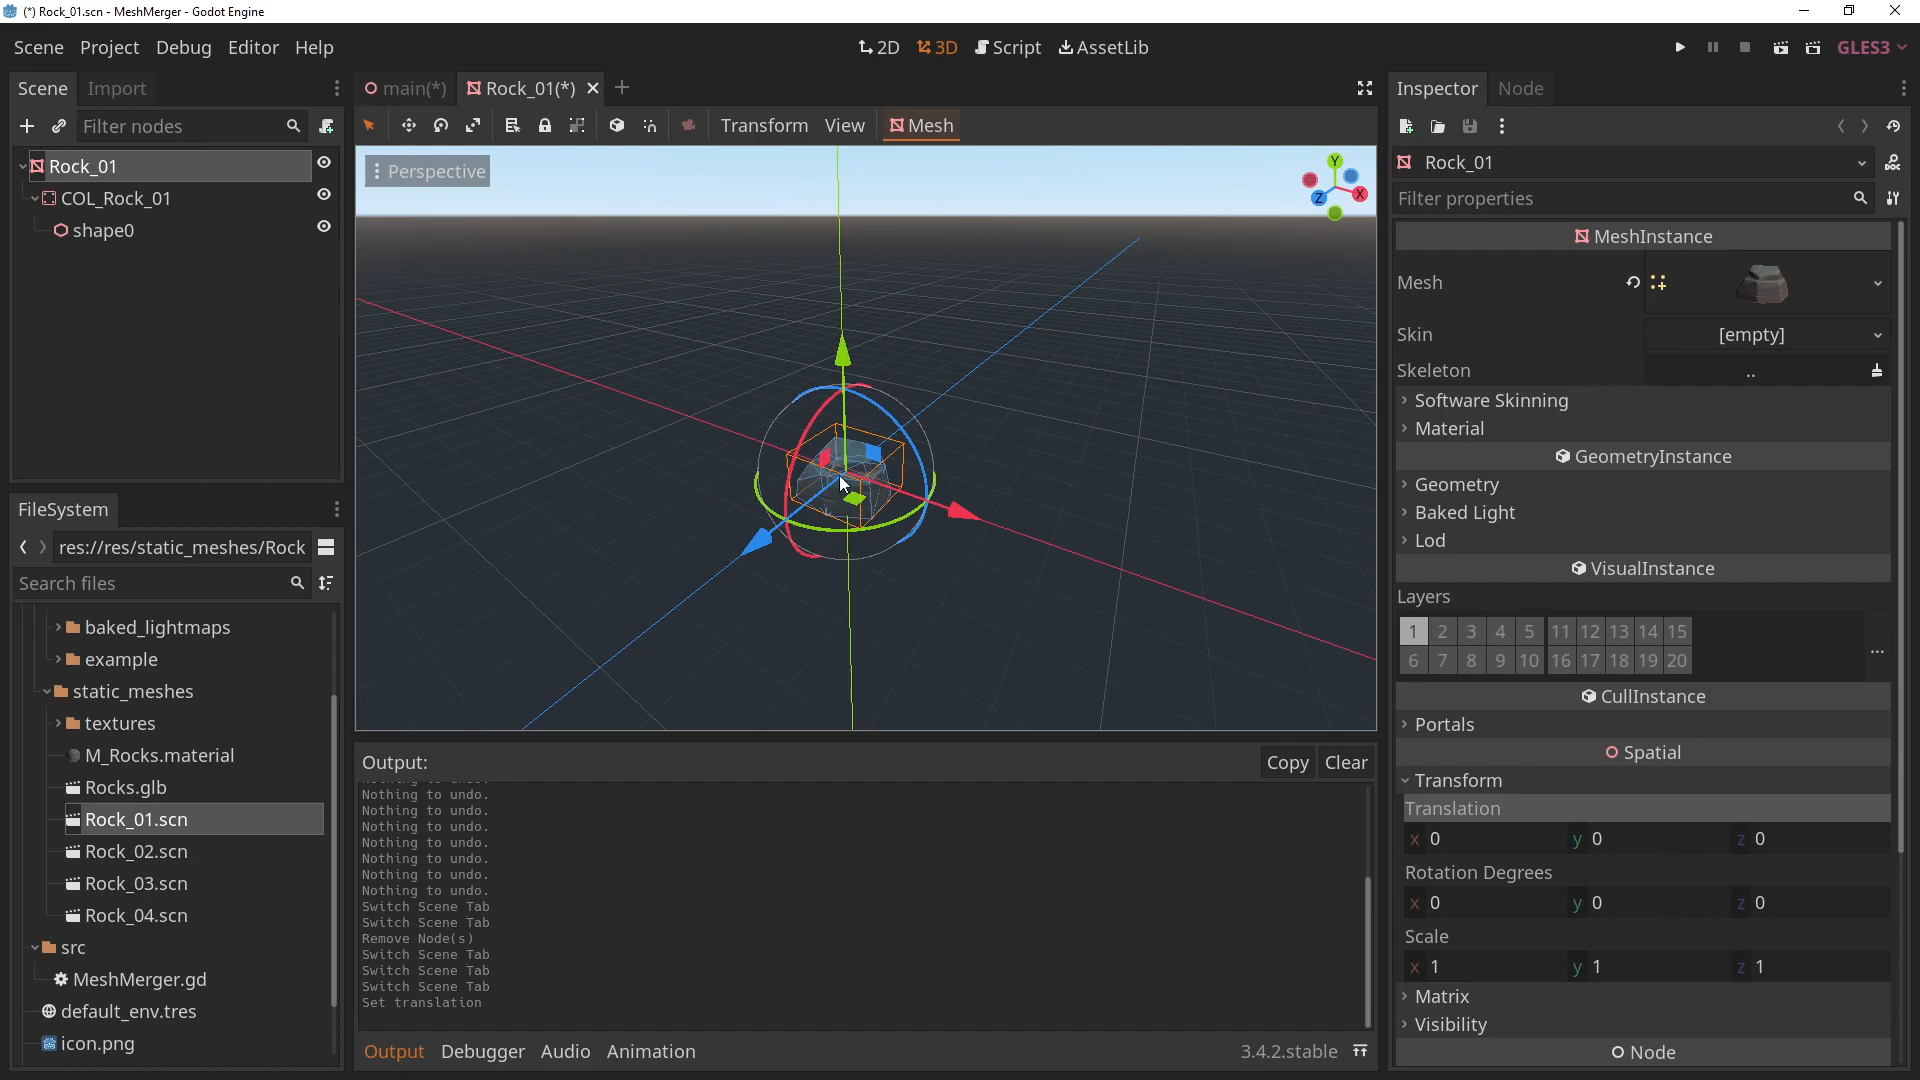 (*) Rock_01.scn - MeshMerger - Godot Engine
Scene Project Debug Editor Help
2D 3D Script AssetLib
GLES3
Scene Import
main(*) Rock_01(*)
Inspector Node
Filter nodes
Transform View Mesh
Rock_01
COL_Rock_01
shape0
Perspective
Y
X
Z
Rock_01
Filter properties
MeshInstance
Mesh
Skin [empty]
Skeleton ..
Software Skinning
Material
GeometryInstance
Geometry
Baked Light
Lod
VisualInstance
Layers
1 2 3 4 5 11 12 13 14 15
6 7 8 9 10 16 17 18 19 20
...
CullInstance
Portals
Spatial
Transform
Translation
x 0 y 0 z 0
Rotation Degrees
x 0 y 0 z 0
Scale
x 1 y 1 z 1
Matrix
Visibility
Node
FileSystem
res://res/static_meshes/Rock
Search files
baked_lightmaps
example
static_meshes
textures
M_Rocks.material
Rocks.glb
Rock_01.scn
Rock_02.scn
Rock_03.scn
Rock_04.scn
src
MeshMerger.gd
default_env.tres
icon.png
Output: Copy Clear
Nothing to undo.
Nothing to undo.
Nothing to undo.
Nothing to undo.
Nothing to undo.
Nothing to undo.
Nothing to undo.
Nothing to undo.
Switch Scene Tab
Switch Scene Tab
Remove Node(s)
Switch Scene Tab
Switch Scene Tab
Switch Scene Tab
Set translation
Output Debugger Audio Animation
3.4.2.stable